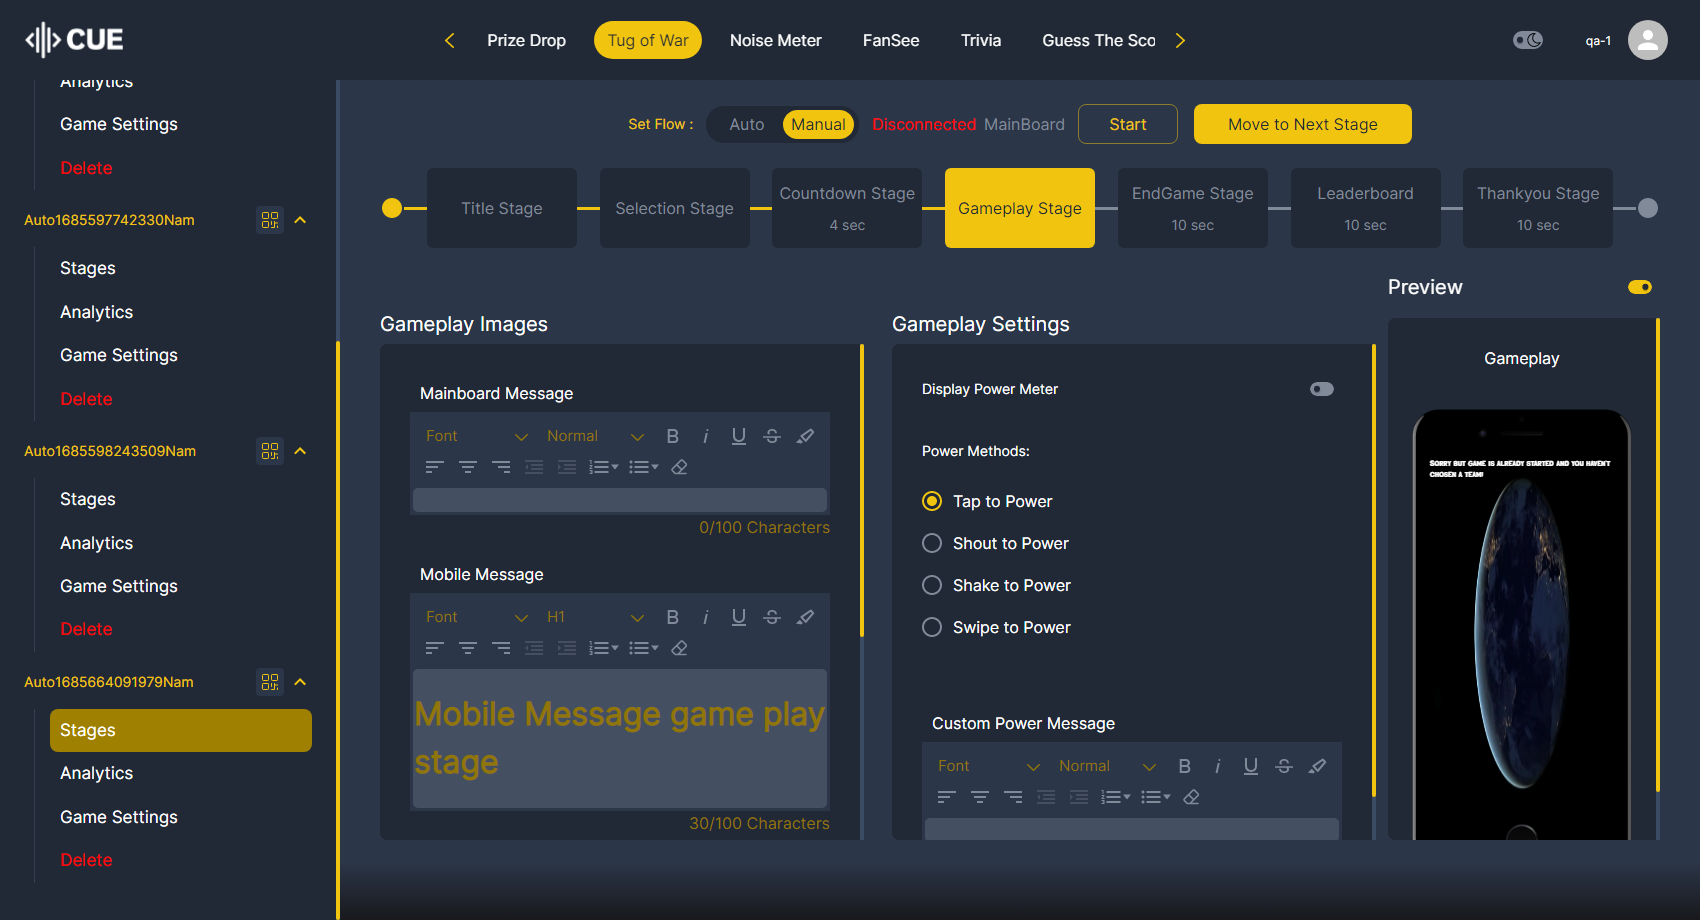 CUE
Prize Drop
Tug of War
Noise Meter
FanSee
Trivia
Guess The Sco
qa-1
Analytics
Game Settings
Delete
Auto1685597742330Nam
Stages
Analytics
Game Settings
Delete
Auto1685598243509Nam
Stages
Analytics
Game Settings
Delete
Auto1685664091979Nam
Stages
Analytics
Game Settings
Delete
Set Flow :
Auto
Manual
Disconnected MainBoard
Start
Move to Next Stage
Title Stage
Selection Stage
Countdown Stage
4 sec
Gameplay Stage
EndGame Stage
10 sec
Leaderboard
10 sec
Thankyou Stage
10 sec
Gameplay Images
Mainboard Message
Font
Normal
B i U S
0/100 Characters
Mobile Message
Font
H1
B i U S
Mobile Message game play
stage
30/100 Characters
Gameplay Settings
Display Power Meter
Power Methods:
Tap to Power
Shout to Power
Shake to Power
Swipe to Power
Custom Power Message
Font
Normal
B i U S
Preview
Gameplay
Sorry but game is already started and you haven't
chosen a team!